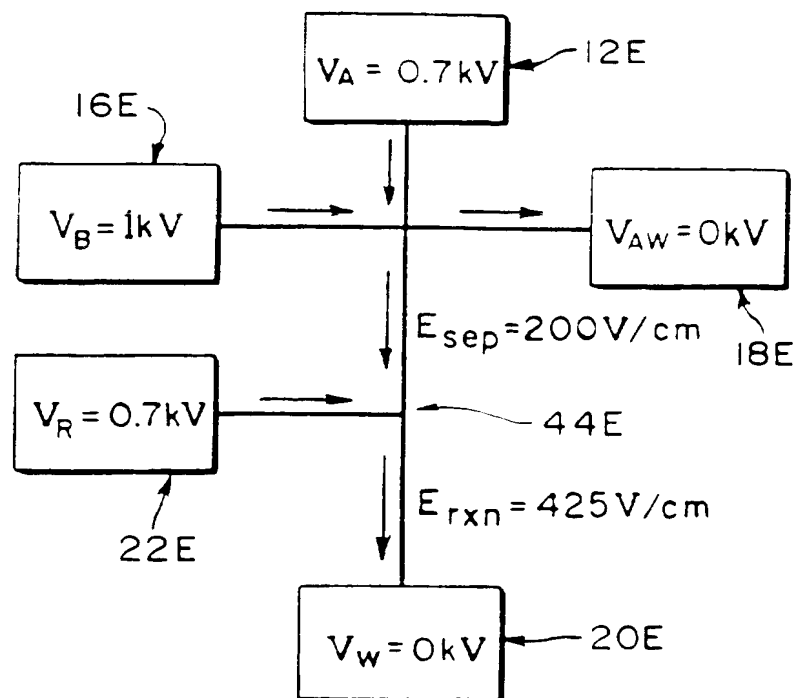 V_A = 0.7kV
12E
16E
V_B = 1kV
V_AW = 0kV
E_sep = 200V/cm
18E
V_R = 0.7kV
44E
E_rxn = 425V/cm
22E
V_W = 0kV
20E